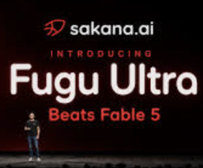 sakana.ai
INTRODUCING
Fugu Ultra
Beats Fable 5